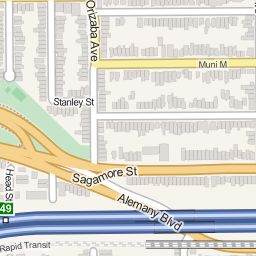 Orizaba Ave
Muni M
Stanley St
Sagamore St
Alemany Blvd
Head St
49
Rapid Transit